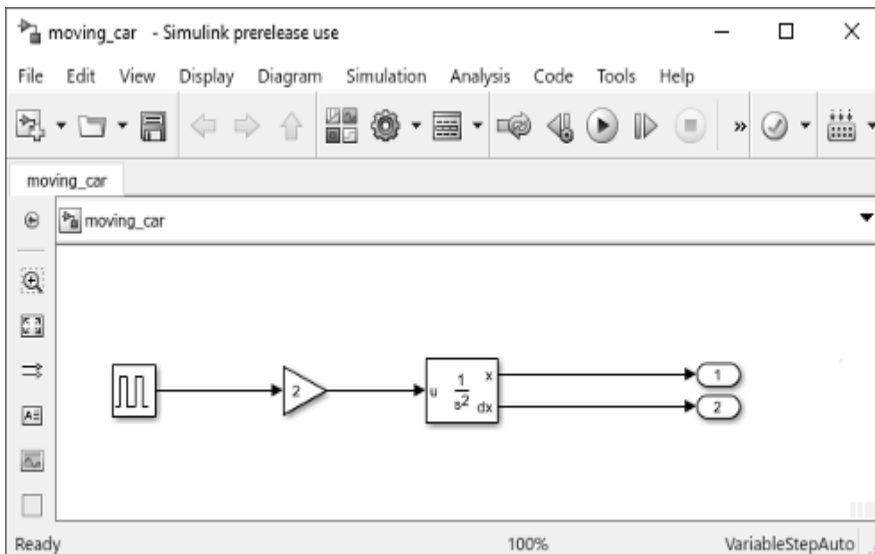 moving_car - Simulink prerelease use
File Edit View Display Diagram Simulation Analysis Code Tools Help
»
moving_car
moving_car
2
u 1 x
s2 dx
1
2
A
Ready 100% VariableStepAuto